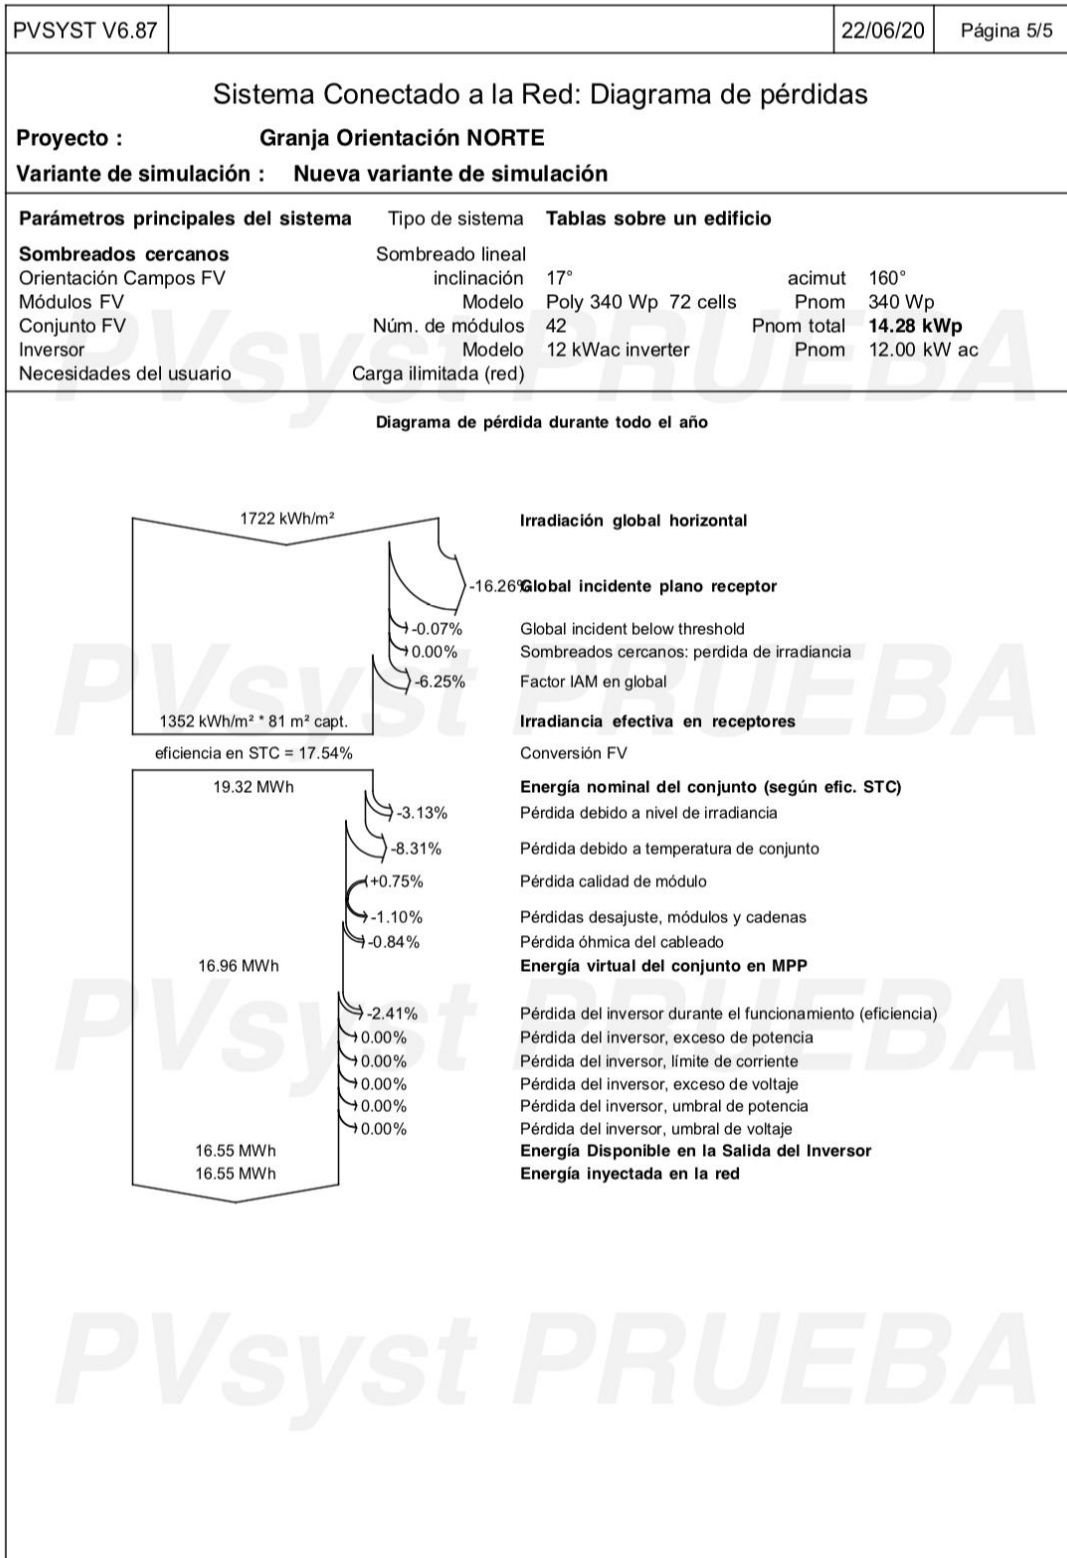 PVSYST V6.87 22/06/20 Página 5/5
Sistema Conectado a la Red: Diagrama de pérdidas
Proyecto : Granja Orientación NORTE
Variante de simulación : Nueva variante de simulación
Parámetros principales del sistema Tipo de sistema Tablas sobre un edificio
Sombreados cercanos Sombreado lineal
Orientación Campos FV inclinación 17° acimut 160°
Módulos FV Modelo Poly 340 Wp 72 cells Pnom 340 Wp
Conjunto FV Núm. de módulos 42 Pnom total 14.28 kWp
Inversor Modelo 12 kWac inverter Pnom 12.00 kW ac
Necesidades del usuario Carga ilimitada (red)
PVsyst PRUEBA
Diagrama de pérdida durante todo el año
1722 kWh/m² Irradiación global horizontal
-16.26% Global incidente plano receptor
-0.07% Global incident below threshold
0.00% Sombreados cercanos: perdida de irradiancia
-6.25% Factor IAM en global
PVsyst PRUEBA
1352 kWh/m² * 81 m² capt. Irradiancia efectiva en receptores
eficiencia en STC = 17.54% Conversión FV
19.32 MWh Energía nominal del conjunto (según efic. STC)
-3.13% Pérdida debido a nivel de irradiancia
-8.31% Pérdida debido a temperatura de conjunto
+0.75% Pérdida calidad de módulo
-1.10% Pérdidas desajuste, módulos y cadenas
-0.84% Pérdida óhmica del cableado
16.96 MWh Energía virtual del conjunto en MPP
-2.41% Pérdida del inversor durante el funcionamiento (eficiencia)
0.00% Pérdida del inversor, exceso de potencia
PVsyst PRUEBA
0.00% Pérdida del inversor, límite de corriente
0.00% Pérdida del inversor, exceso de voltaje
0.00% Pérdida del inversor, umbral de potencia
0.00% Pérdida del inversor, umbral de voltaje
16.55 MWh Energía Disponible en la Salida del Inversor
16.55 MWh Energía inyectada en la red
PVsyst PRUEBA